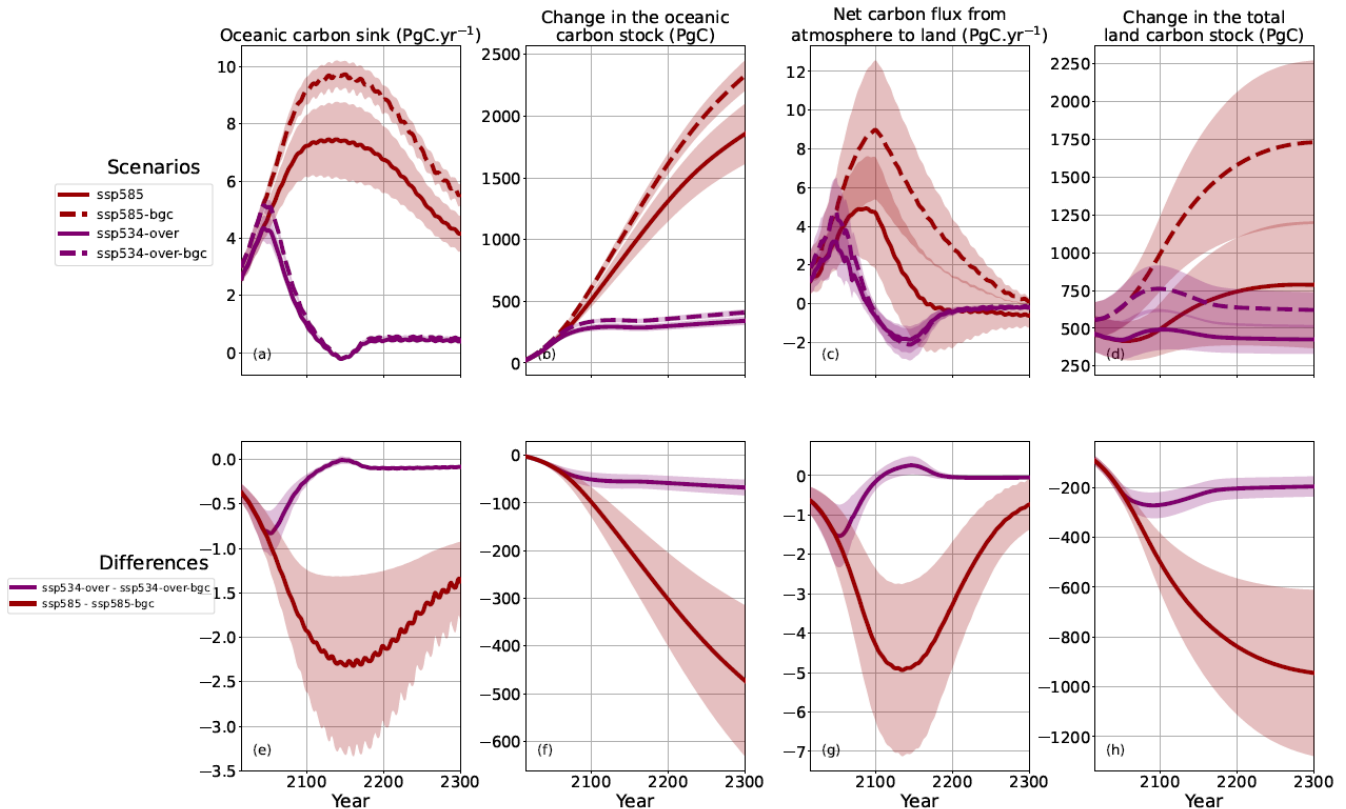 Oceanic carbon sink (PgC.yr⁻¹)
Change in the oceanic
carbon stock (PgC)
Net carbon flux from
atmosphere to land (PgC.yr⁻¹)
Change in the total
land carbon stock (PgC)
Scenarios
ssp585
ssp585-bgc
ssp534-over
ssp534-over-bgc
10
8
6
4
2
0
(a)
2500
2000
1500
1000
500
0
(b)
12
10
8
6
4
2
0
−2
(c)
2250
2000
1750
1500
1250
1000
750
500
250
(d)
Differences
ssp534-over - ssp534-over-bgc
ssp585 - ssp585-bgc
0.0
−0.5
−1.0
−1.5
−2.0
−2.5
−3.0
−3.5
(e)
2100 2200 2300
Year
0
−100
−200
−300
−400
−500
−600
(f)
2100 2200 2300
Year
0
−1
−2
−3
−4
−5
−6
−7
(g)
2100 2200 2300
Year
−200
−400
−600
−800
−1000
−1200
(h)
2100 2200 2300
Year